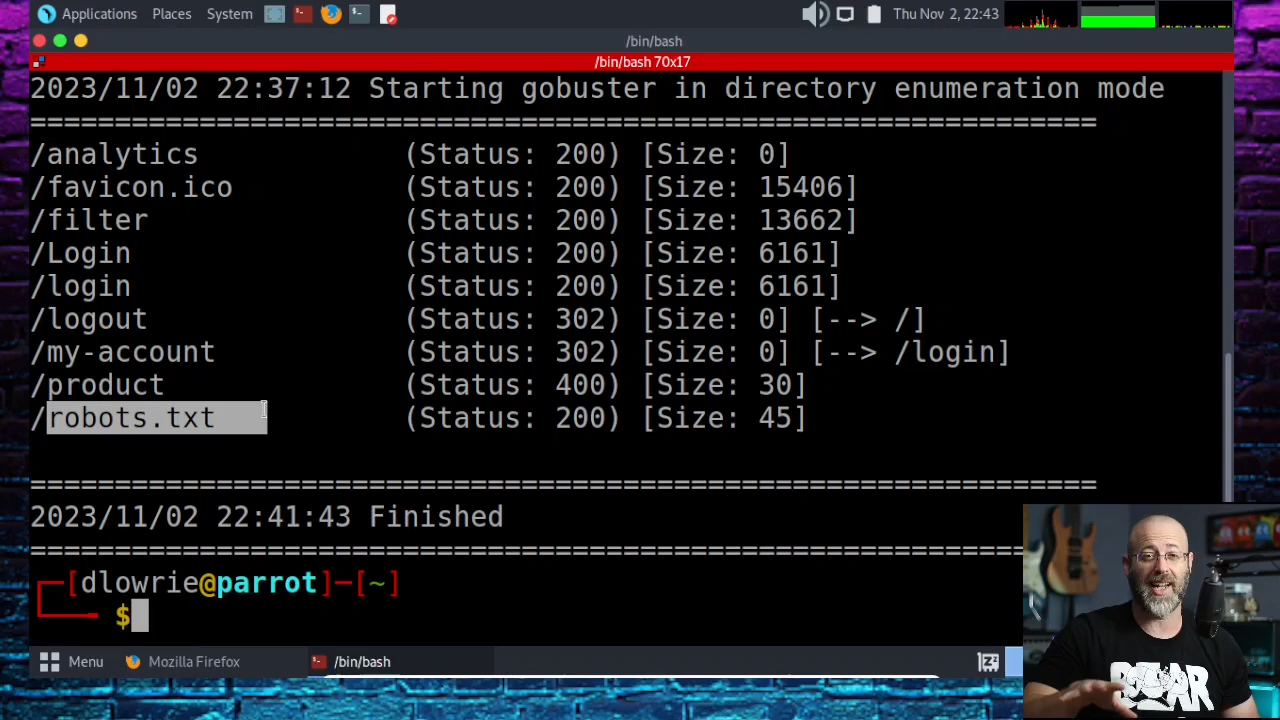 Applications Places System Thu Nov 2, 22:43
/bin/bash
/bin/bash 70x17
2023/11/02 22:37:12 Starting gobuster in directory enumeration mode
===============================================================
/analytics (Status: 200) [Size: 0]
/favicon.ico (Status: 200) [Size: 15406]
/filter (Status: 200) [Size: 13662]
/Login (Status: 200) [Size: 6161]
/login (Status: 200) [Size: 6161]
/logout (Status: 302) [Size: 0] [--> /]
/my-account (Status: 302) [Size: 0] [--> /login]
/product (Status: 400) [Size: 30]
/robots.txt (Status: 200) [Size: 45]
===============================================================
2023/11/02 22:41:43 Finished
===============================================================
┌─[dlowrie@parrot]─[~]
└──╼ $
Menu Mozilla Firefox /bin/bash